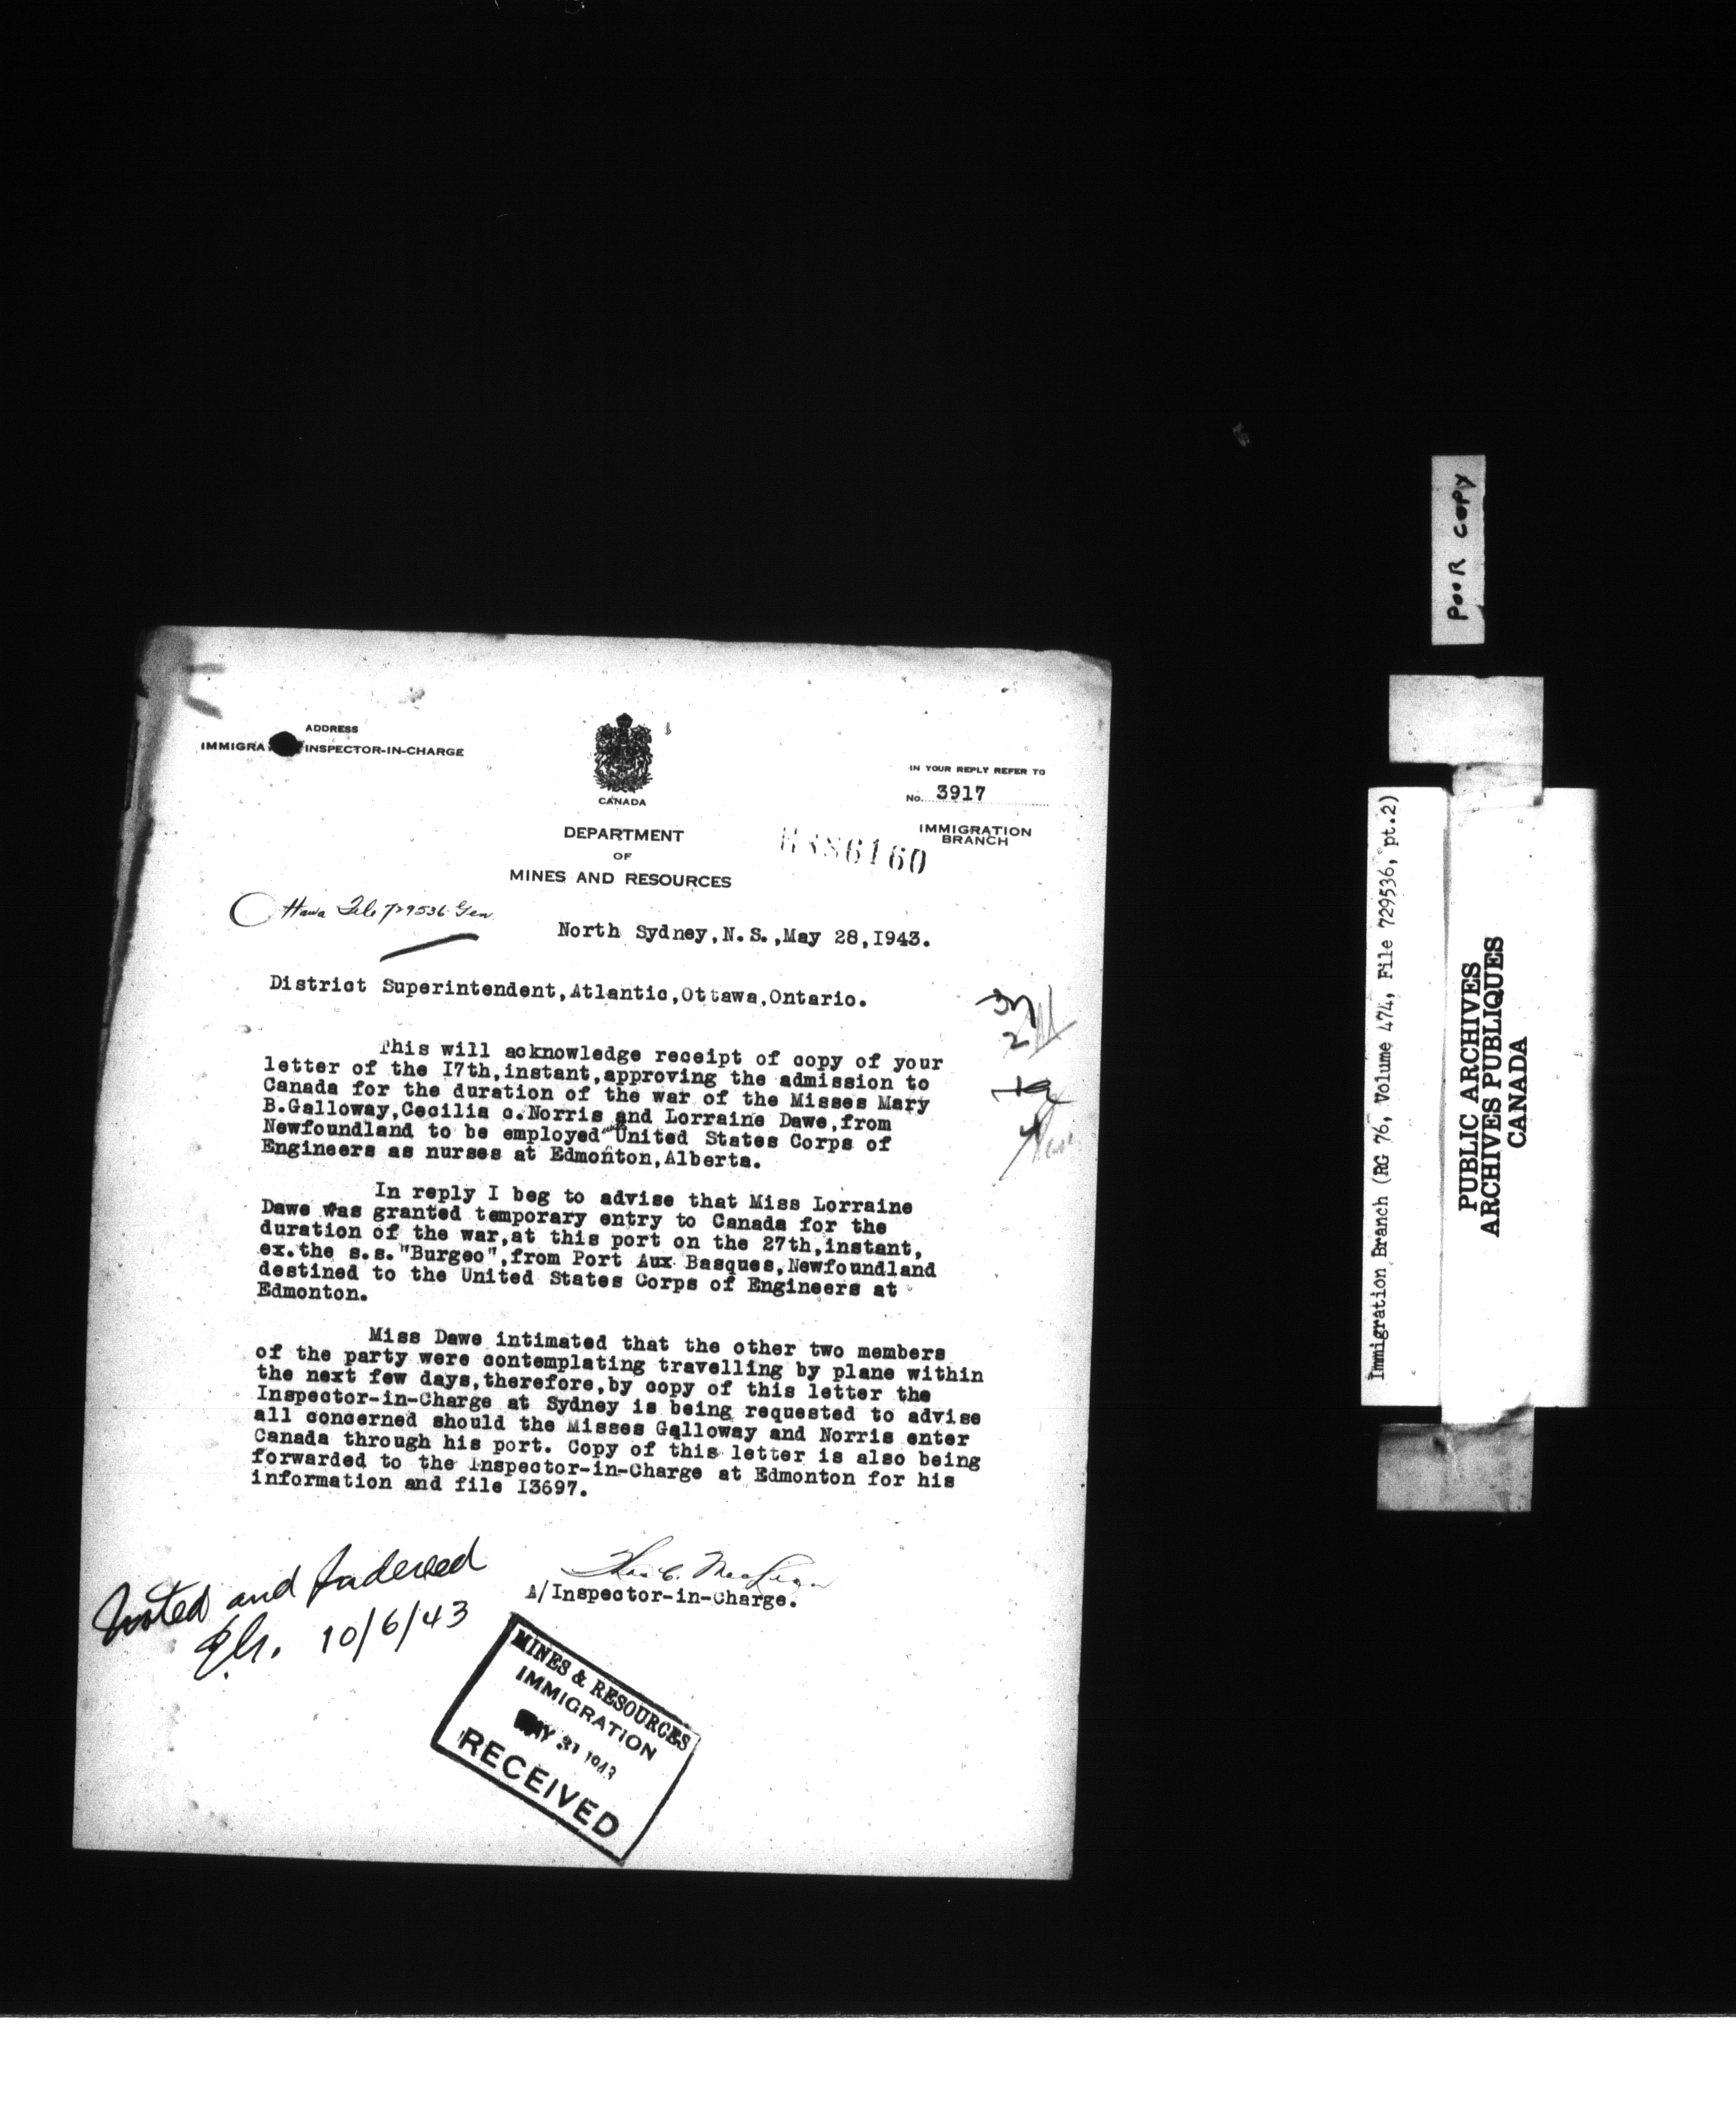 ADDRESS
IMMIGRA INSPECTOR-IN-CHARGE
CANADA
IN YOUR REPLY REFER TO
No. 3917
IMMIGRATION
BRANCH
DEPARTMENT
OF
MINES AND RESOURCES
86160
Ottawa File 729536 Gen
North Sydney,N.S.,May 28,I943.
District Superintendent,Atlantic,Ottawa,Ontario.
This will acknowledge receipt of copy of your
letter of the I7th,instant,approving the admission to
Canada for the duration of the war of the Misses Mary
B.Galloway,Cecilia c.Norris and Lorraine Dawe,from
Newfoundland to be employed United States Corps of
Engineers as nurses at Edmonton,Alberta.
In reply I beg to advise that Miss Lorraine
Dawe was granted temporary entry to Canada for the
duration of the war,at this port on the 27th,instant,
ex.the s.s."Burgeo",from Port Aux Basques,Newfoundland
destined to the United States Corps of Engineers at
Edmonton.
Miss Dawe intimated that the other two members
of the party were contemplating travelling by plane within
the next few days,therefore,by copy of this letter the
Inspector-in-Charge at Sydney is being requested to advise
all concerned should the Misses Galloway and Norris enter
Canada through his port. Copy of this letter is also being
forwarded to the Inspector-in-Charge at Edmonton for his
information and file I3697.
A/Inspector-in-Charge.
Noted and Indexed
10/6/43
MINES & RESOURCES
IMMIGRATION
MAY 31 1943
RECEIVED
POOR COPY
Immigration Branch (RG 76, Volume 474, File 729536, pt.2)
PUBLIC ARCHIVES
ARCHIVES PUBLIQUES
CANADA